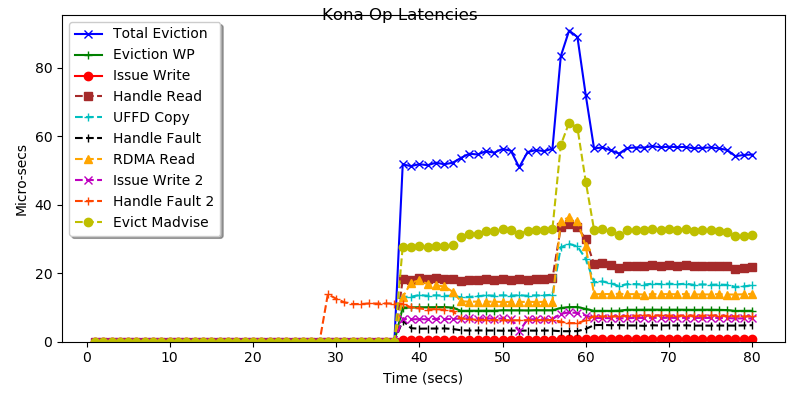 Kona Op Latencies
Total Eviction
Eviction WP
Issue Write
Handle Read
UFFD Copy
Handle Fault
RDMA Read
Issue Write 2
Handle Fault 2
Evict Madvise
Micro-secs
80
60
40
20
0
0 10 20 30 40 50 60 70 80
Time (secs)